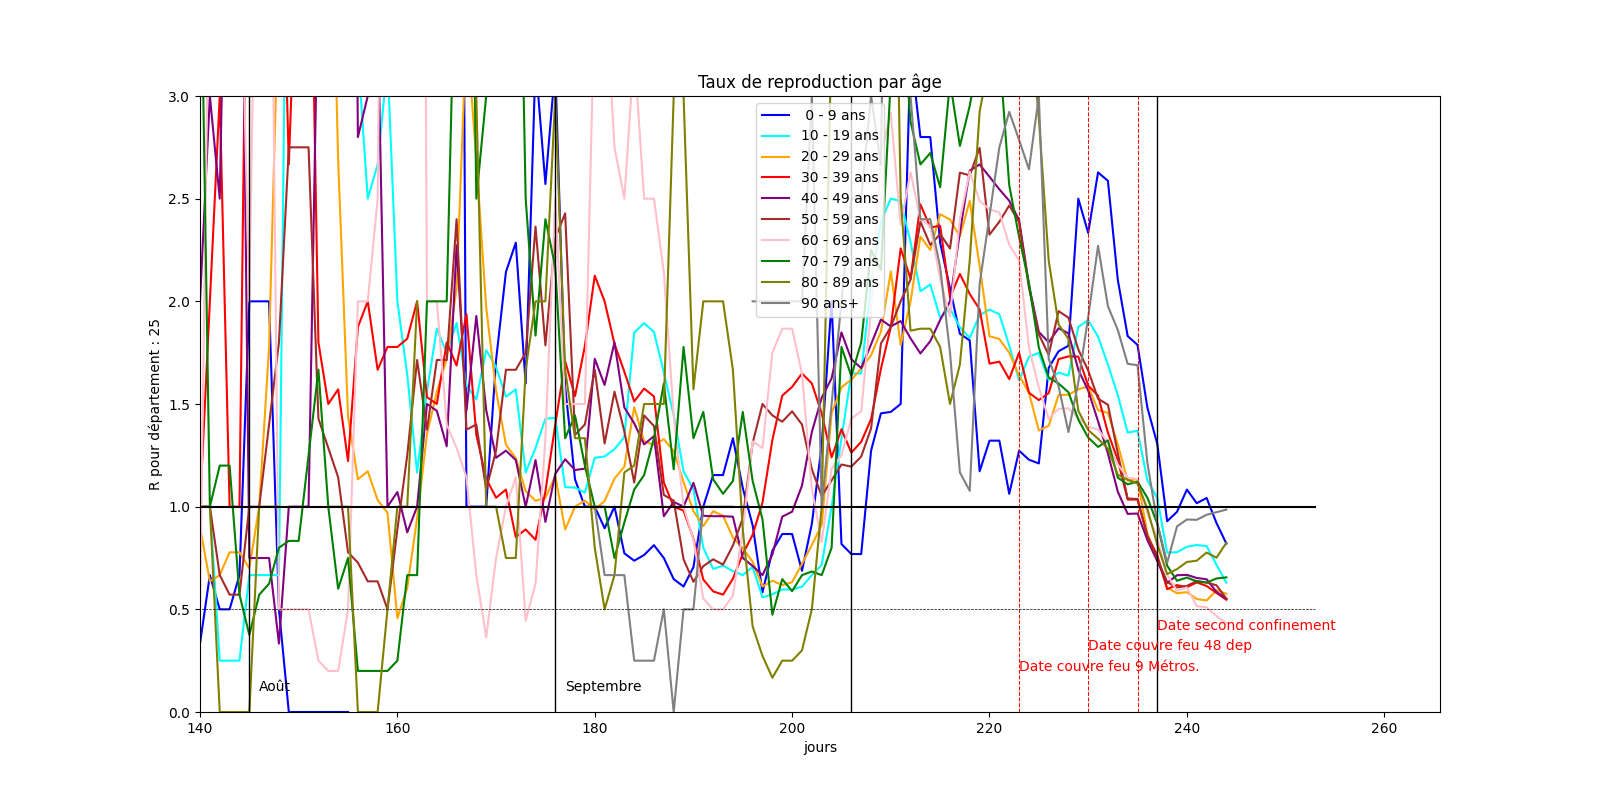 Taux de reproduction par âge
R pour département : 25
3.0
2.5
2.0
1.5
1.0
0.5
0.0
0 - 9 ans
10 - 19 ans
20 - 29 ans
30 - 39 ans
40 - 49 ans
50 - 59 ans
60 - 69 ans
70 - 79 ans
80 - 89 ans
90 ans+
Date second confinement
Date couvre feu 48 dep
Date couvre feu 9 Métros.
Août
Septembre
140 160 180 200 220 240 260
jours